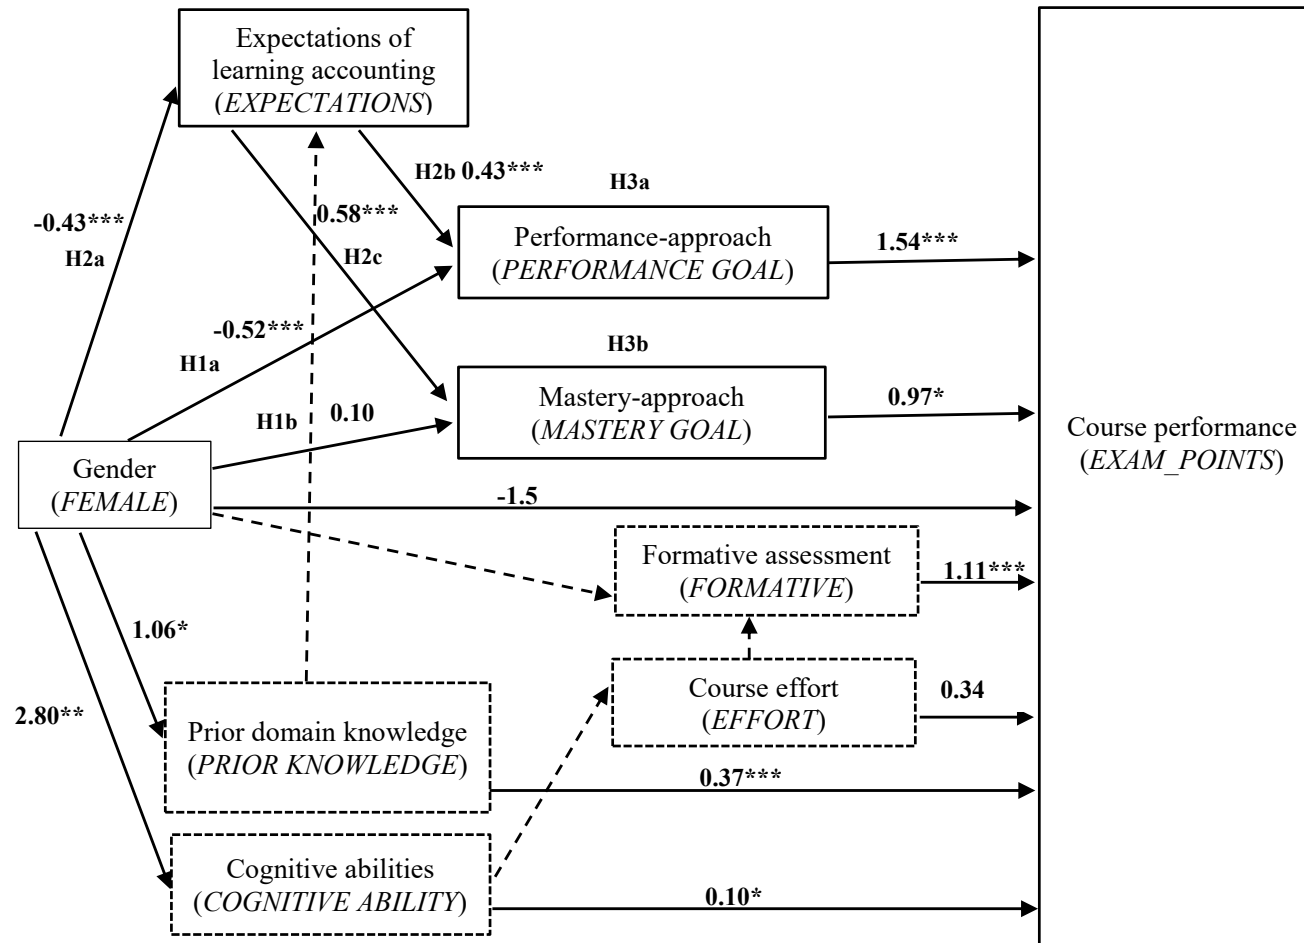 Expectations of
learning accounting
(EXPECTATIONS)
H2b 0.43***
H3a
0.58***
-0.43***
H2a
H2c
Performance-approach
(PERFORMANCE GOAL)
1.54***
-0.52***
H1a
H3b
Mastery-approach
(MASTERY GOAL)
0.97*
H1b
0.10
Course performance
(EXAM_POINTS)
Gender
(FEMALE)
-1.5
Formative assessment
(FORMATIVE)
1.11***
1.06*
2.80**
Course effort
(EFFORT)
0.34
Prior domain knowledge
(PRIOR KNOWLEDGE)
0.37***
Cognitive abilities
(COGNITIVE ABILITY)
0.10*